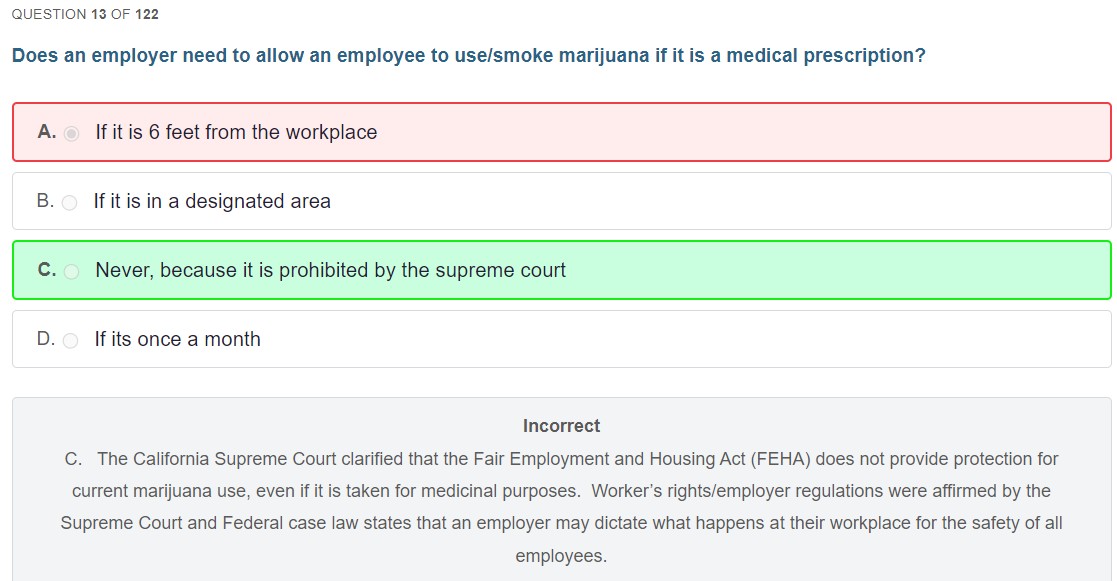 QUESTION 13 OF 122
Does an employer need to allow an employee to use/smoke marijuana if it is a medical prescription?
A. If it is 6 feet from the workplace
B. If it is in a designated area
C. Never, because it is prohibited by the supreme court
D. If its once a month
Incorrect
C. The California Supreme Court clarified that the Fair Employment and Housing Act (FEHA) does not provide protection for
current marijuana use, even if it is taken for medicinal purposes. Worker’s rights/employer regulations were affirmed by the
Supreme Court and Federal case law states that an employer may dictate what happens at their workplace for the safety of all
employees.